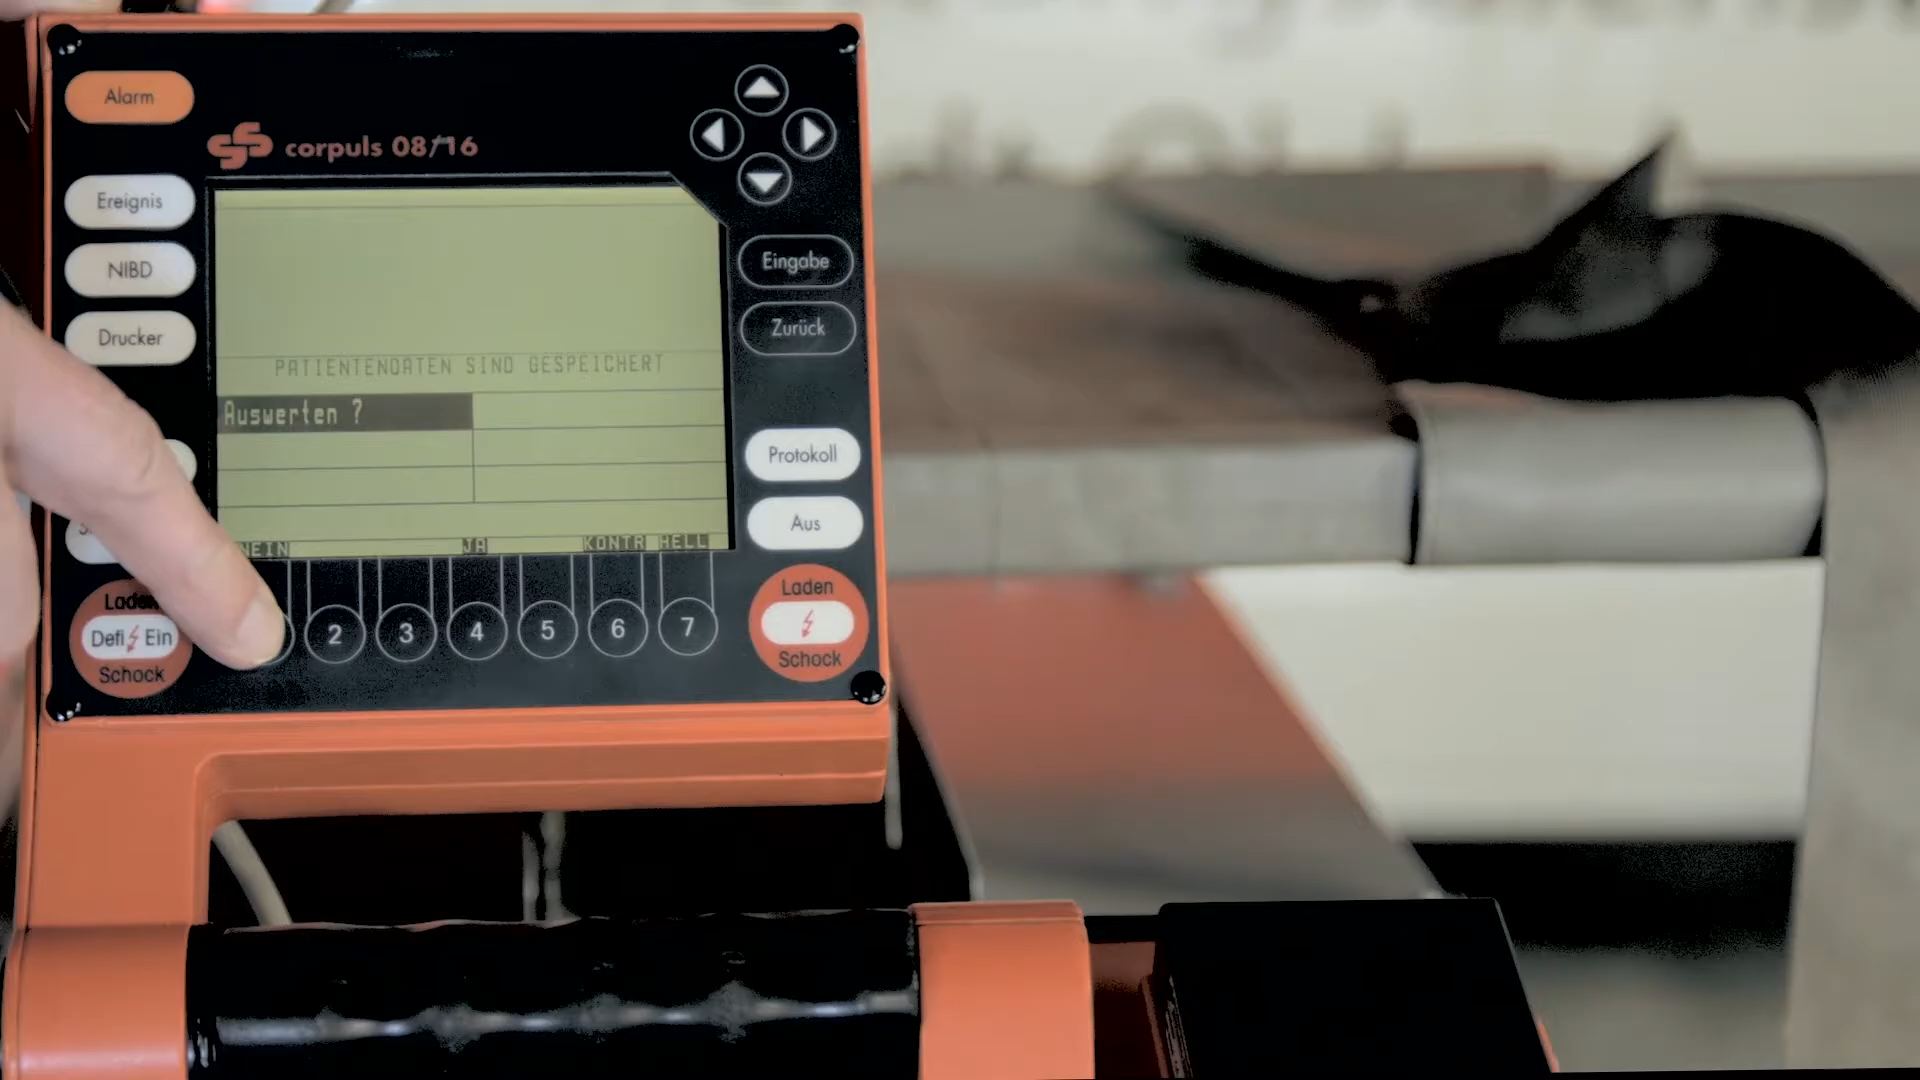 Alarm
corpuls 08/16
Ereignis
NIBD
Drucker
Eingabe
Zurück
PATIENTENDATEN SIND GESPEICHERT
Auswerten ?
Protokoll
Aus
NEIN JA KONTR HELL
Laden
Defi Ein
Schock
2 3 4 5 6 7
Laden
Schock